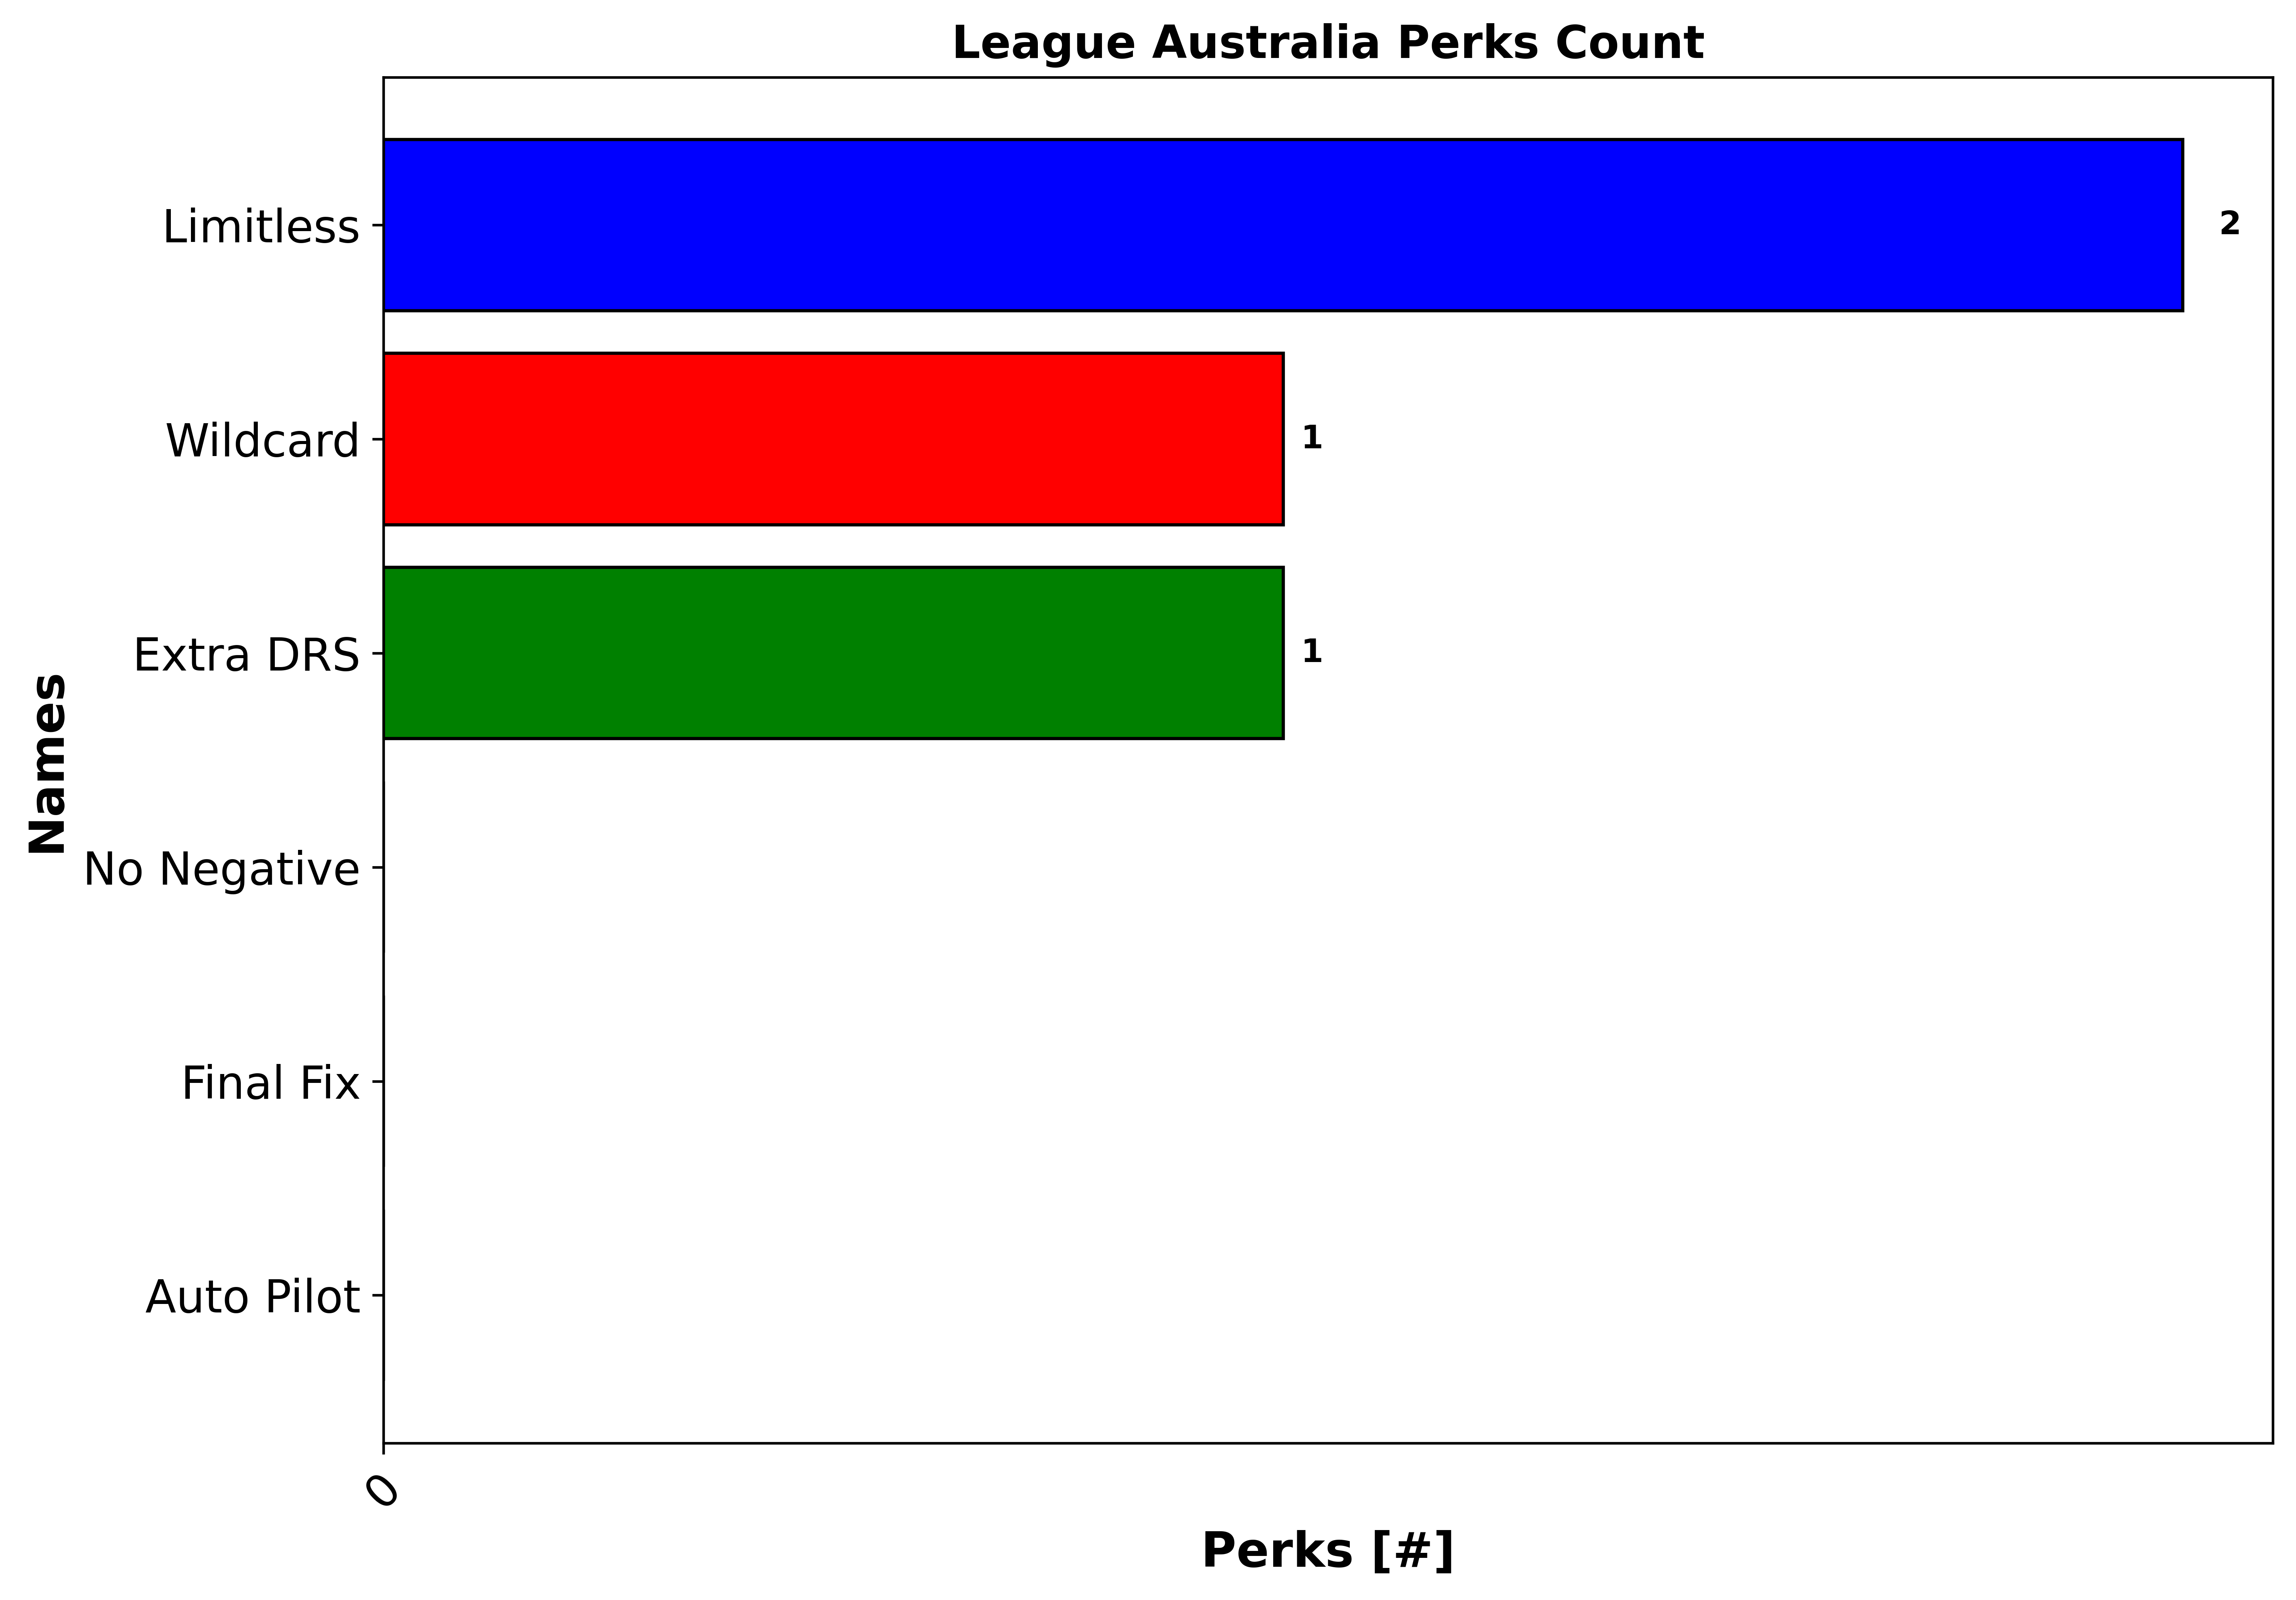 League Australia Perks Count
Limitless
2
Wildcard
1
Extra DRS
1
No Negative
Final Fix
Auto Pilot
Names
0
Perks [#]